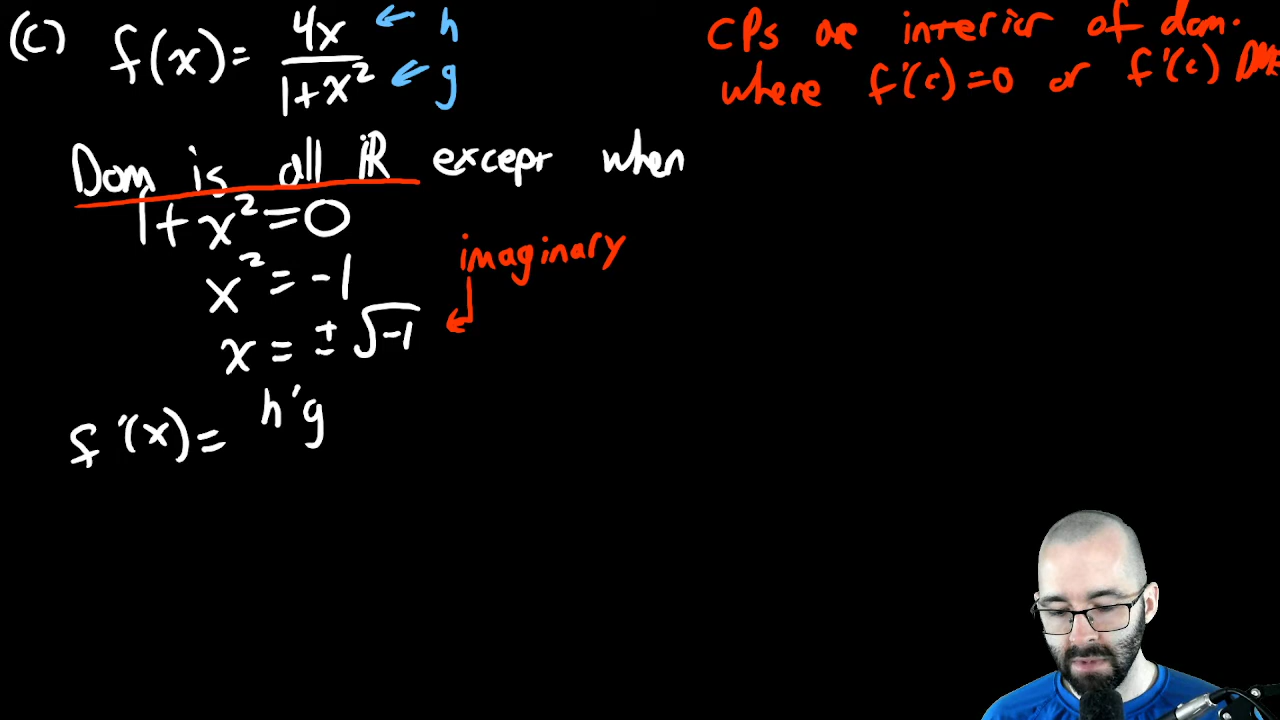 (c) f(x) = 4x / 1+x² ← h ← g
CPs are interior of dom.
where f'(c)=0 or f'(c) DNE
Dom is all ℝ except when
1+x²=0
x² = -1
imaginary
x = ± √-1
f'(x) = h'g